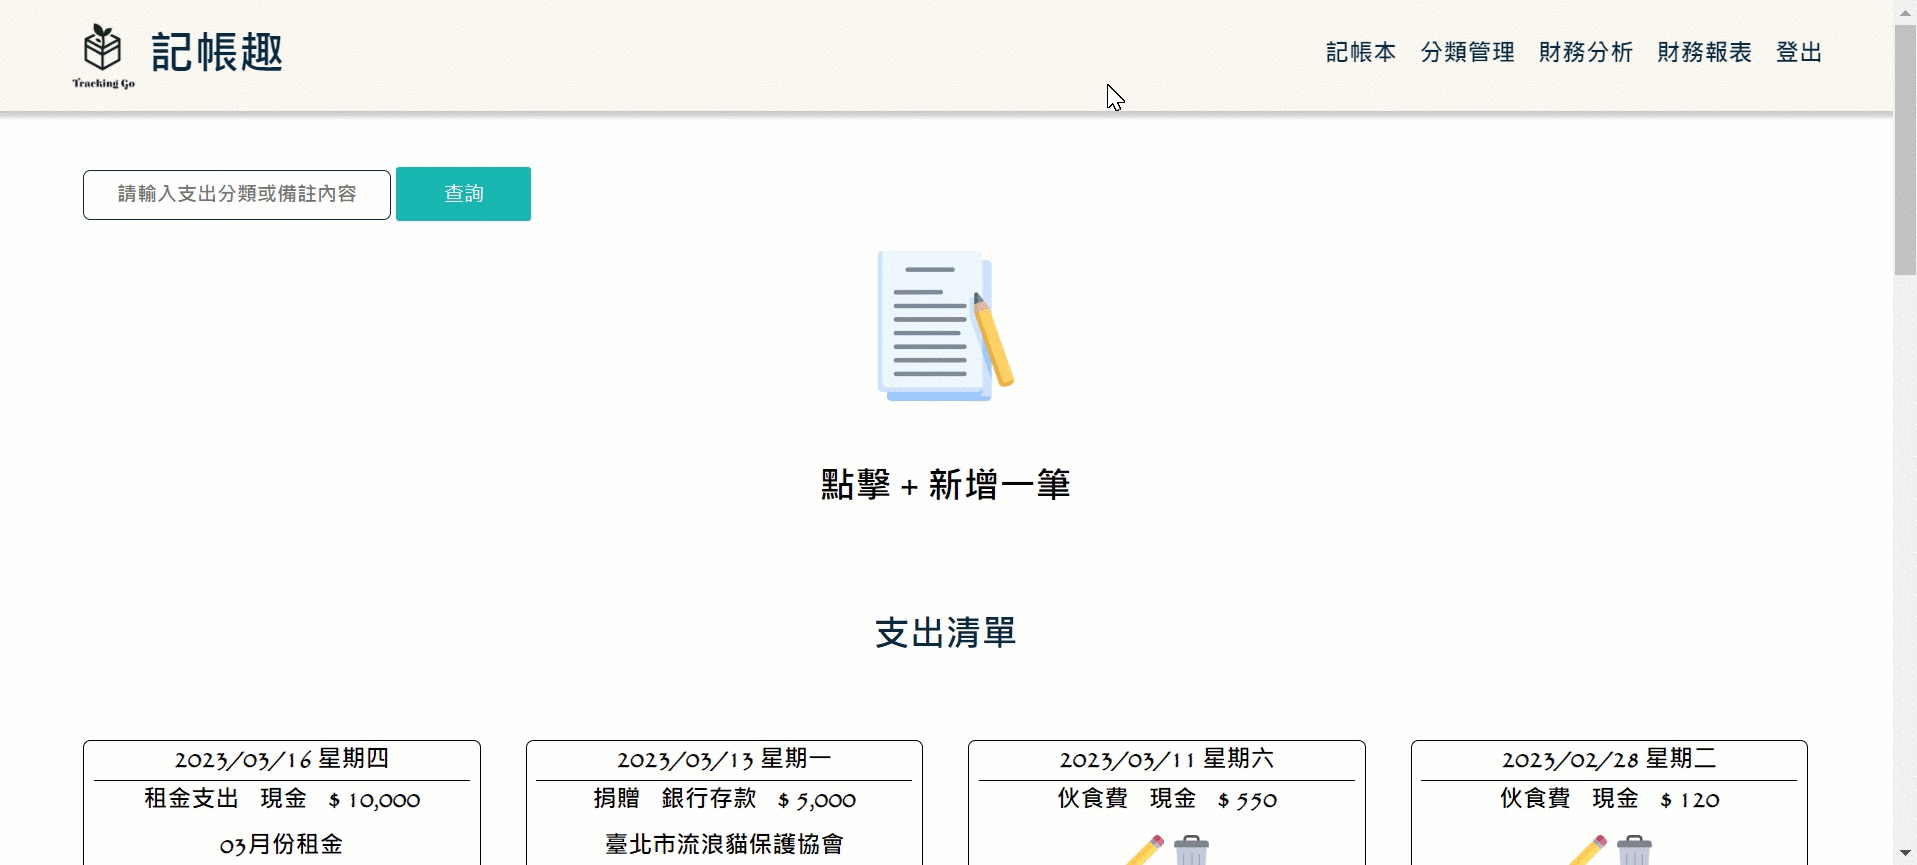 Tracking Go
記帳趣
記帳本 分類管理 財務分析 財務報表 登出
請輸入支出分類或備註內容 查詢
點擊 + 新增一筆
支出清單
2023/03/16 星期四
租金支出 現金 $ 10,000
03月份租金
2023/03/13 星期一
捐贈 銀行存款 $ 5,000
臺北市流浪貓保護協會
2023/03/11 星期六
伙食費 現金 $ 550
2023/02/28 星期二
伙食費 現金 $ 120